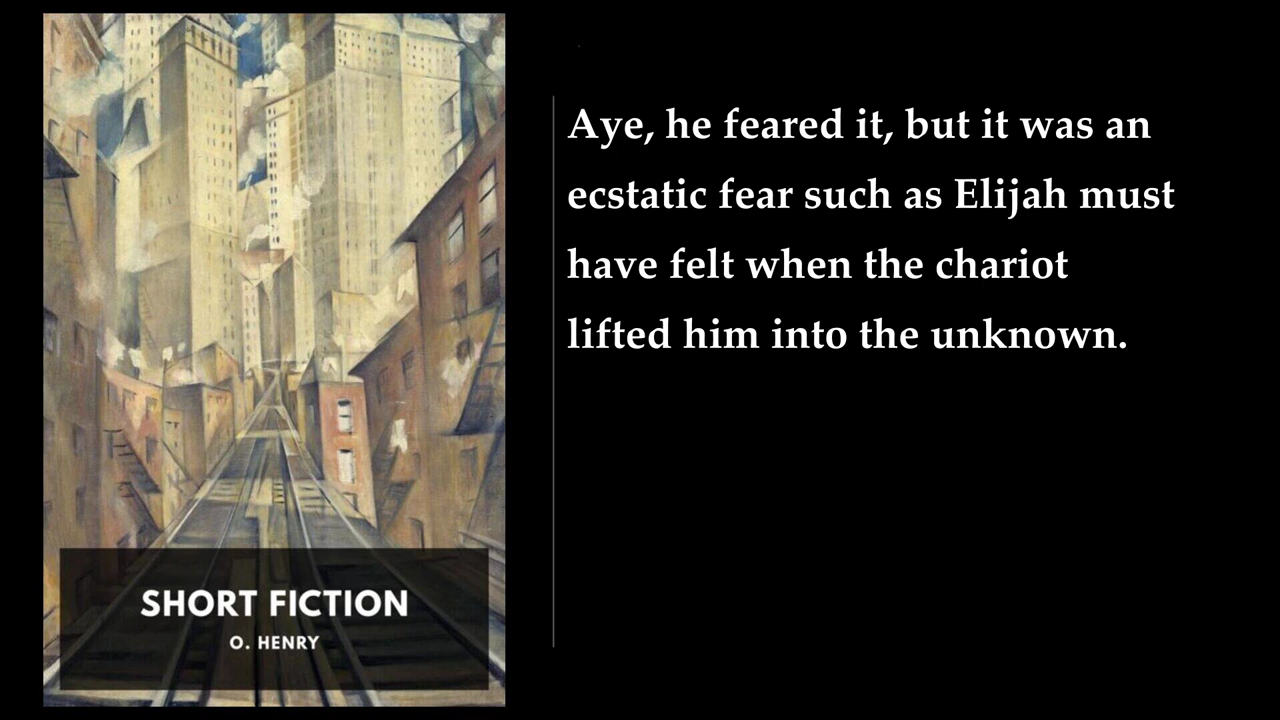 Aye, he feared it, but it was an
ecstatic fear such as Elijah must
have felt when the chariot
lifted him into the unknown.
SHORT FICTION
O. HENRY